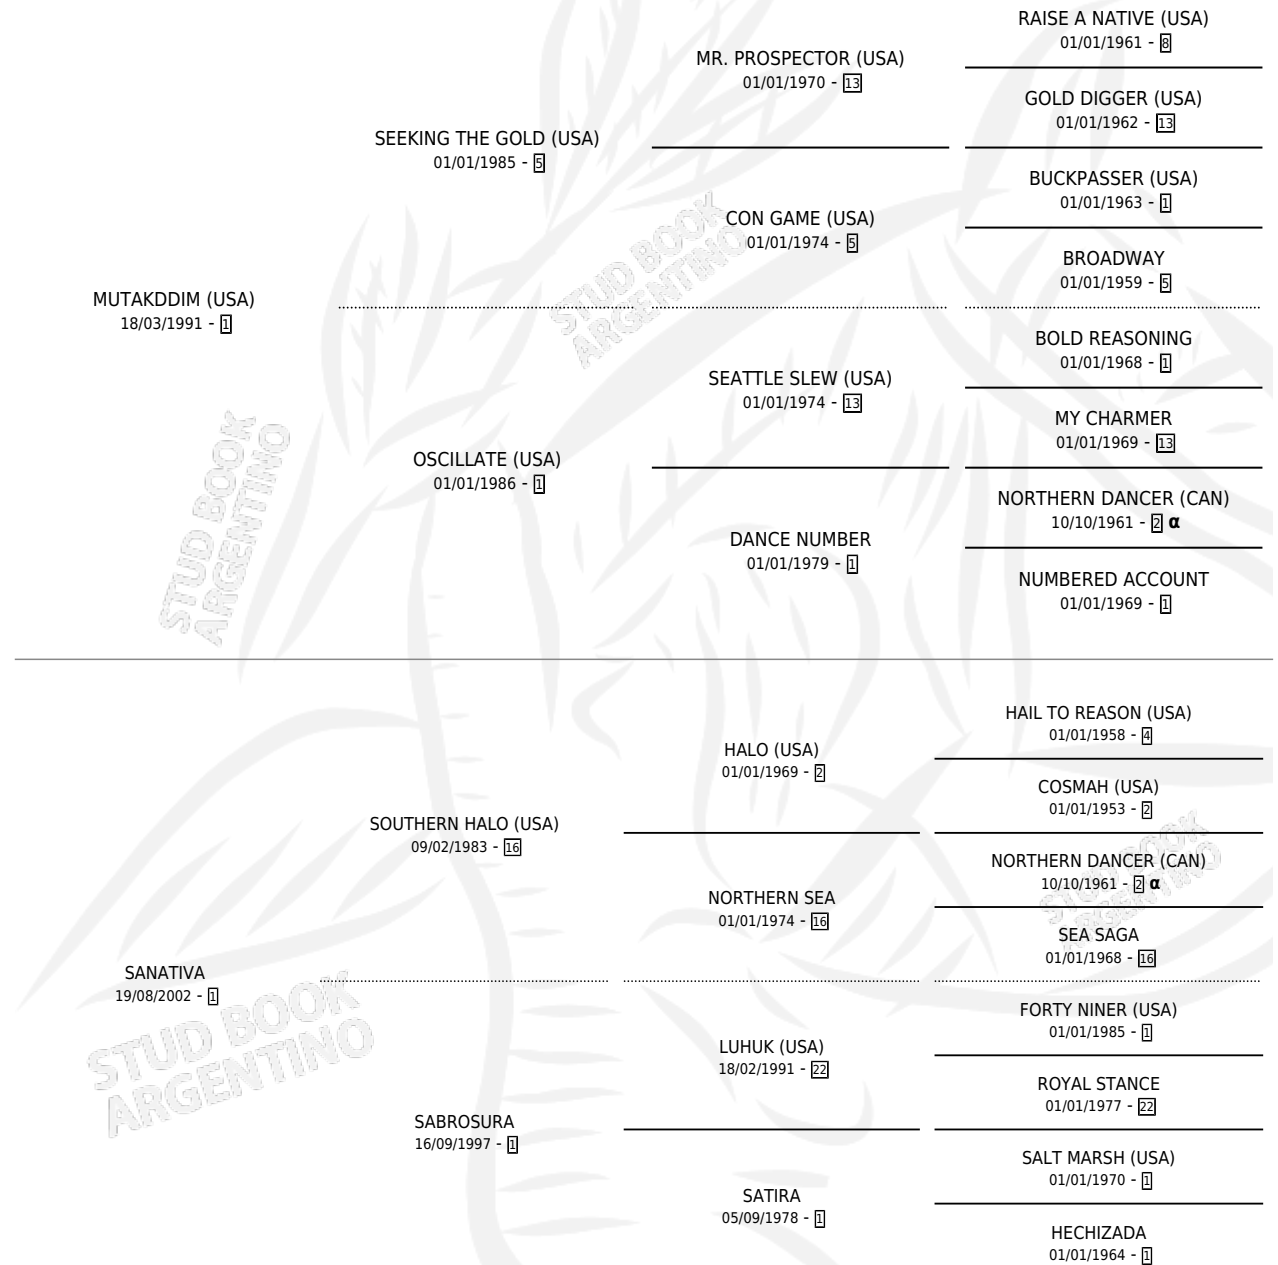 RAISE A NATIVE (USA)
01/01/1961 - 8
MR. PROSPECTOR (USA)
01/01/1970 - 13
GOLD DIGGER (USA)
01/01/1962 - 13
SEEKING THE GOLD (USA)
01/01/1985 - 5
BUCKPASSER (USA)
01/01/1963 - 1
CON GAME (USA)
01/01/1974 - 5
BROADWAY
01/01/1959 - 5
MUTAKDDIM (USA)
18/03/1991 - 1
BOLD REASONING
01/01/1968 - 1
SEATTLE SLEW (USA)
01/01/1974 - 13
MY CHARMER
01/01/1969 - 13
OSCILLATE (USA)
01/01/1986 - 1
NORTHERN DANCER (CAN)
10/10/1961 - 2 α
DANCE NUMBER
01/01/1979 - 1
NUMBERED ACCOUNT
01/01/1969 - 1
HAIL TO REASON (USA)
01/01/1958 - 4
HALO (USA)
01/01/1969 - 2
COSMAH (USA)
01/01/1953 - 2
SOUTHERN HALO (USA)
09/02/1983 - 16
NORTHERN DANCER (CAN)
10/10/1961 - 2 α
NORTHERN SEA
01/01/1974 - 16
SEA SAGA
01/01/1968 - 16
SANATIVA
19/08/2002 - 1
FORTY NINER (USA)
01/01/1985 - 1
LUHUK (USA)
18/02/1991 - 22
ROYAL STANCE
01/01/1977 - 22
SABROSURA
16/09/1997 - 1
SALT MARSH (USA)
01/01/1970 - 1
SATIRA
05/09/1978 - 1
HECHIZADA
01/01/1964 - 1
STUD BOOK
ARGENTINO
STUD BOOK
ARGENTINO
STUD BOOK
ARGENTINO
STUD BOOK
ARGENTINO